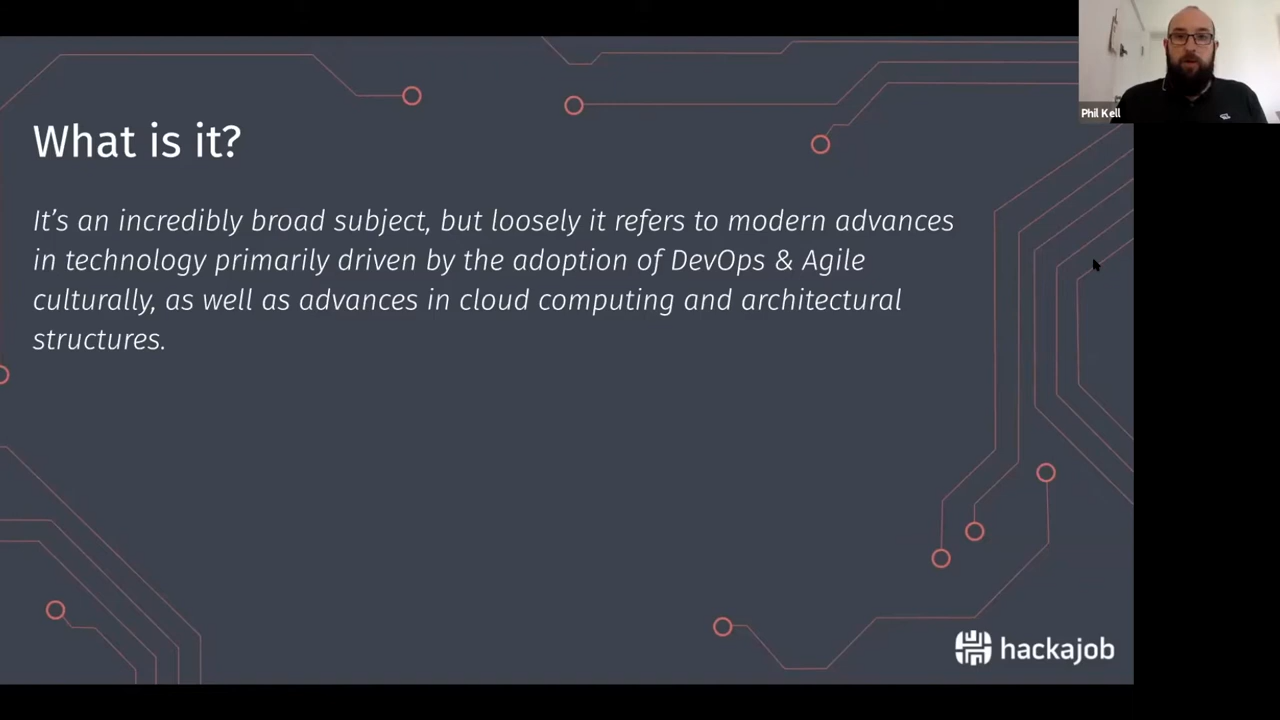 What is it?
It's an incredibly broad subject, but loosely it refers to modern advances
in technology primarily driven by the adoption of DevOps & Agile
culturally, as well as advances in cloud computing and architectural
structures.
Phil Kell
hackajob